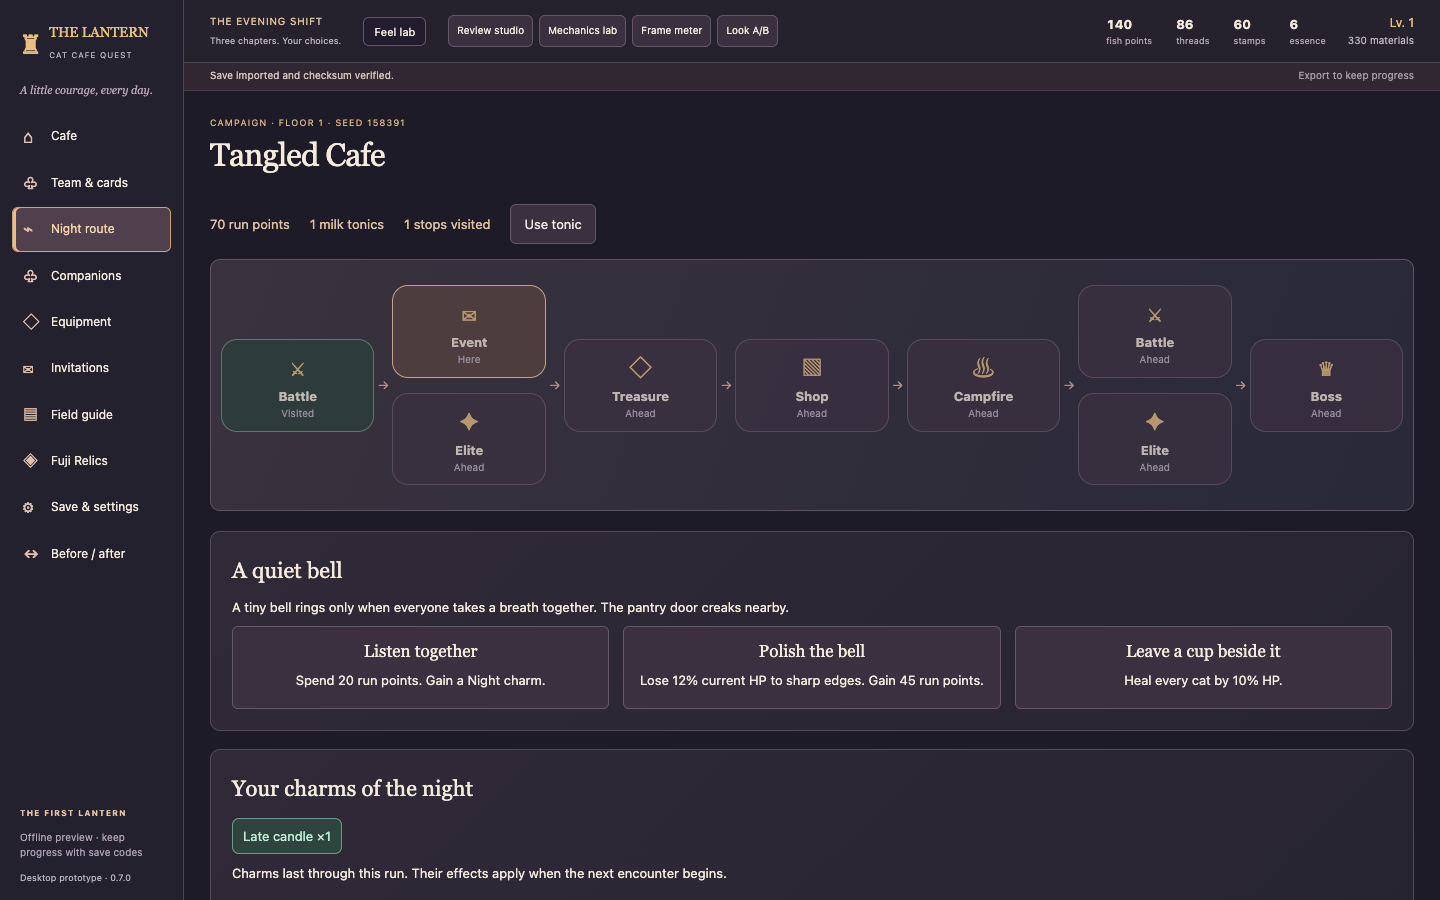 THE LANTERN
CAT CAFE QUEST
A little courage, every day.
Cafe
Team & cards
Night route
Companions
Equipment
Invitations
Field guide
Fuji Relics
Save & settings
Before / after
THE FIRST LANTERN
Offline preview · keep
progress with save codes
Desktop prototype · 0.7.0
THE EVENING SHIFT
Three chapters. Your choices.
Feel lab
Review studio
Mechanics lab
Frame meter
Look A/B
140
fish points
86
threads
60
stamps
6
essence
Lv. 1
330 materials
Save imported and checksum verified.
Export to keep progress
CAMPAIGN · FLOOR 1 · SEED 158391
Tangled Cafe
70 run points
1 milk tonics
1 stops visited
Use tonic
Battle
Visited
Event
Here
Elite
Ahead
Treasure
Ahead
Shop
Ahead
Campfire
Ahead
Battle
Ahead
Elite
Ahead
Boss
Ahead
A quiet bell
A tiny bell rings only when everyone takes a breath together. The pantry door creaks nearby.
Listen together
Spend 20 run points. Gain a Night charm.
Polish the bell
Lose 12% current HP to sharp edges. Gain 45 run points.
Leave a cup beside it
Heal every cat by 10% HP.
Your charms of the night
Late candle ×1
Charms last through this run. Their effects apply when the next encounter begins.